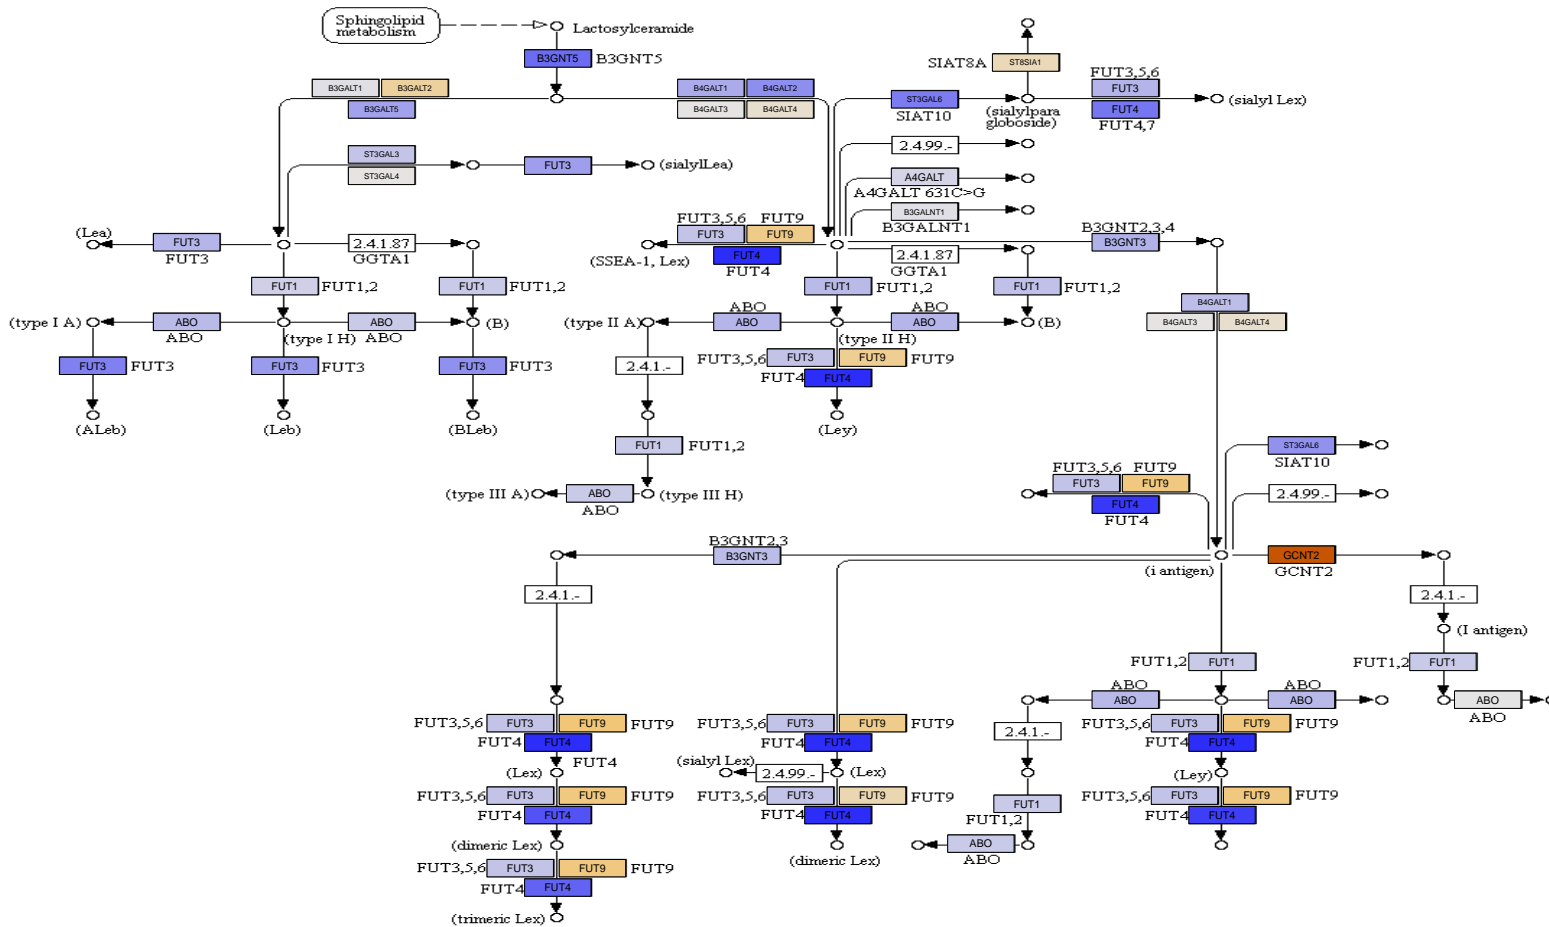 Sphingolipid
metabolism
Lactosylceramide
B3GNT5 B3GNT5
SIAT8A ST8SIA1
FUT3,5,6
B3GALT1 B3GALT2
B4GALT1 B4GALT2
FUT3
B3GALT5
B4GALT3 B4GALT4
ST3GAL6
(sialylpara
globoside)
FUT4
(sialyl Lex)
SIAT10
FUT4,7
2.4.99.-
ST3GAL3
ST3GAL4
FUT3 (sialylLea)
A4GALT
A4GALT 631C>G
B3GALNT1
B3GALNT1
(Lea)
FUT3
FUT3
2.4.1.87
GGTA1
FUT3,5,6 FUT9
FUT3 FUT9
(SSEA-1, Lex)
FUT4
FUT4
2.4.1.87
GGTA1
B3GNT2,3,4
B3GNT3
FUT1 FUT1,2
FUT1 FUT1,2
FUT1 FUT1,2
FUT1 FUT1,2
B4GALT1
B4GALT3 B4GALT4
(type I A)
ABO
ABO
(type I H)
ABO
ABO
(B)
(type II A)
ABO
ABO
(type II H)
ABO
ABO
(B)
FUT3 FUT3
FUT3 FUT3
FUT3 FUT3
2.4.1.-
FUT3,5,6 FUT3 FUT9 FUT9
FUT4 FUT4
(ALeb)
(Leb)
(BLeb)
(Ley)
FUT1 FUT1,2
ST3GAL6
SIAT10
(type III A)
ABO
ABO
(type III H)
FUT3,5,6 FUT9
FUT3 FUT9
FUT4
FUT4
2.4.99.-
B3GNT2,3
B3GNT3
(i antigen)
GCNT2
GCNT2
2.4.1.-
2.4.1.-
(I antigen)
FUT1,2 FUT1
FUT1,2 FUT1
ABO
ABO
ABO
ABO
ABO
ABO
FUT3,5,6 FUT3 FUT9 FUT9
FUT4 FUT4
FUT4
FUT3,5,6 FUT3 FUT9 FUT9
FUT4 FUT4
2.4.1.-
FUT3,5,6 FUT3 FUT9 FUT9
FUT4 FUT4
(Lex)
(sialyl Lex)
2.4.99.-
(Lex)
(Ley)
FUT3,5,6 FUT3 FUT9 FUT9
FUT4 FUT4
FUT3,5,6 FUT3 FUT9 FUT9
FUT4 FUT4
FUT1
FUT1,2
FUT3,5,6 FUT3 FUT9 FUT9
FUT4 FUT4
(dimeric Lex)
(dimeric Lex)
ABO
ABO
FUT3,5,6 FUT3 FUT9 FUT9
FUT4 FUT4
(trimeric Lex)